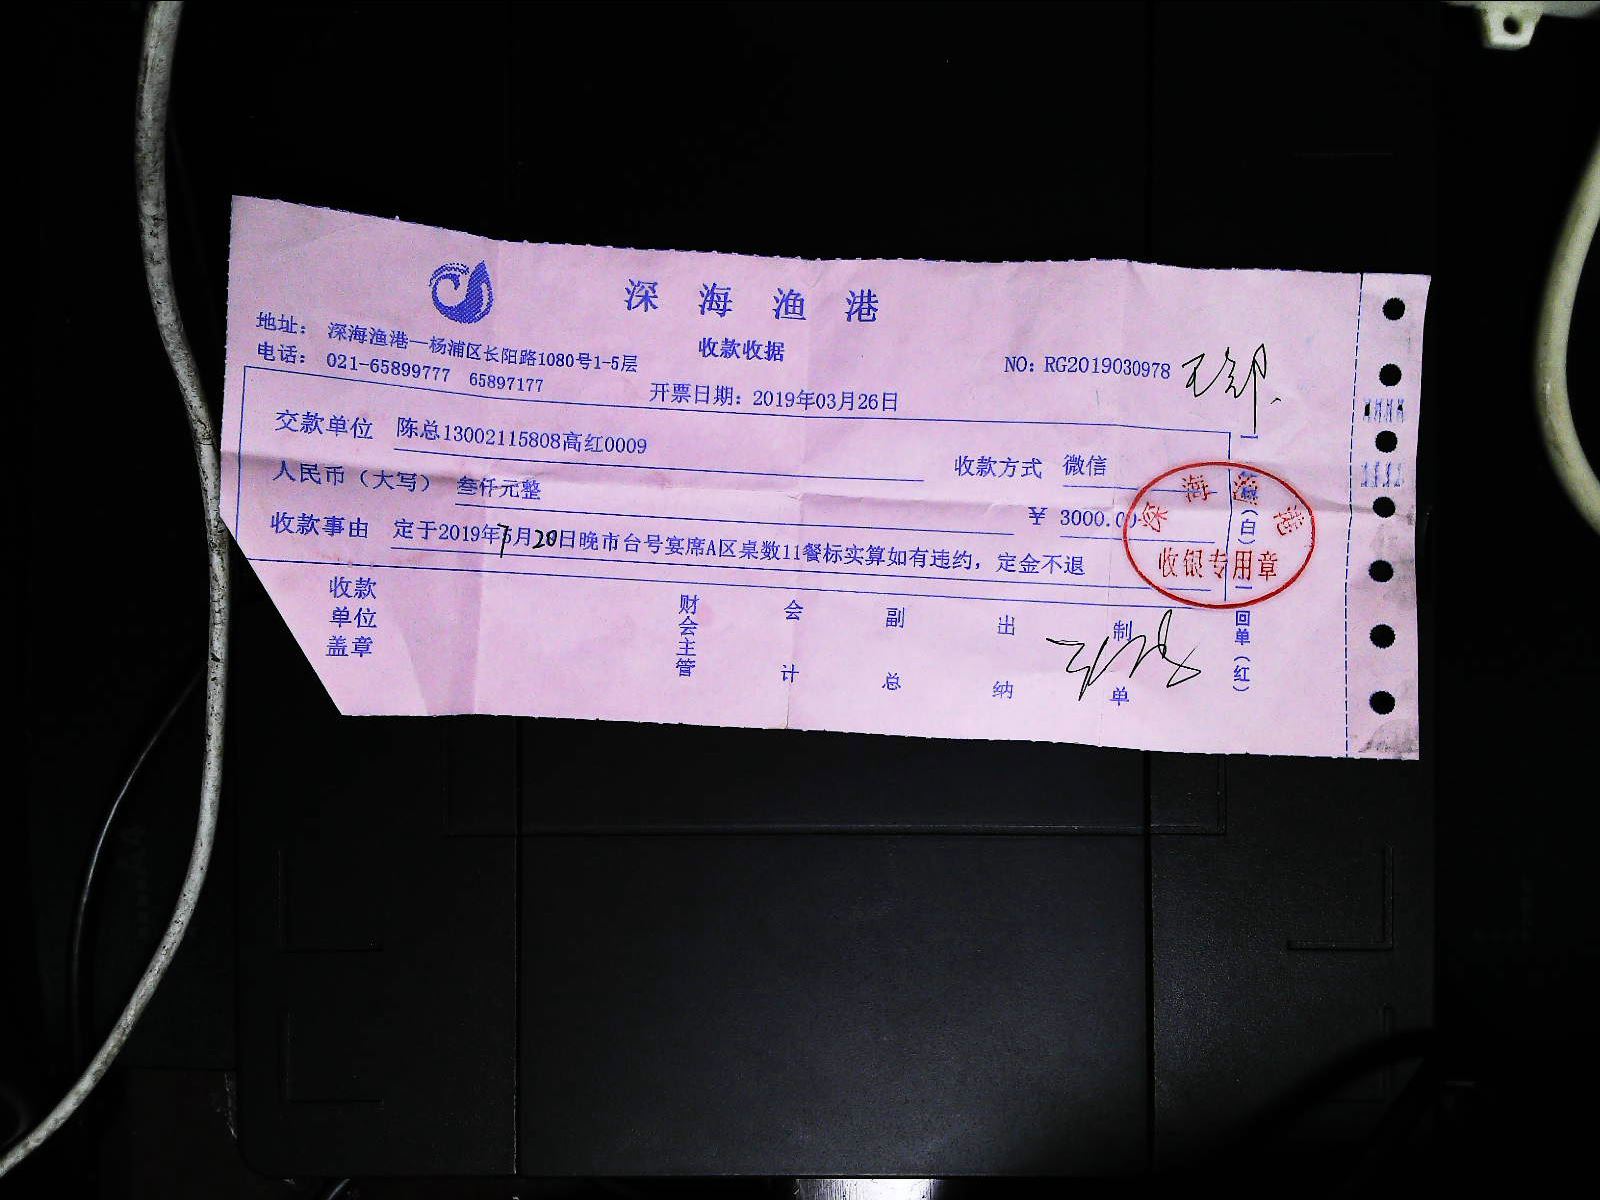 深海渔港
收款收据
地址： 深海渔港—杨浦区长阳路1080号1-5层
电话： 021-65899777 65897177
NO: RG2019030978
开票日期：2019年03月26日
交款单位 陈总13002115808高红0009
收款方式 微信
人民币（大写） 叁仟元整
¥ 3000.00
收款事由 定于2019年7月20日晚市台号宴席A区桌数11餐标实算如有违约，定金不退
收款单位盖章
财会主管
会计
副总
出纳
制单
深海渔港
收银专用章
（白）
回单（红）